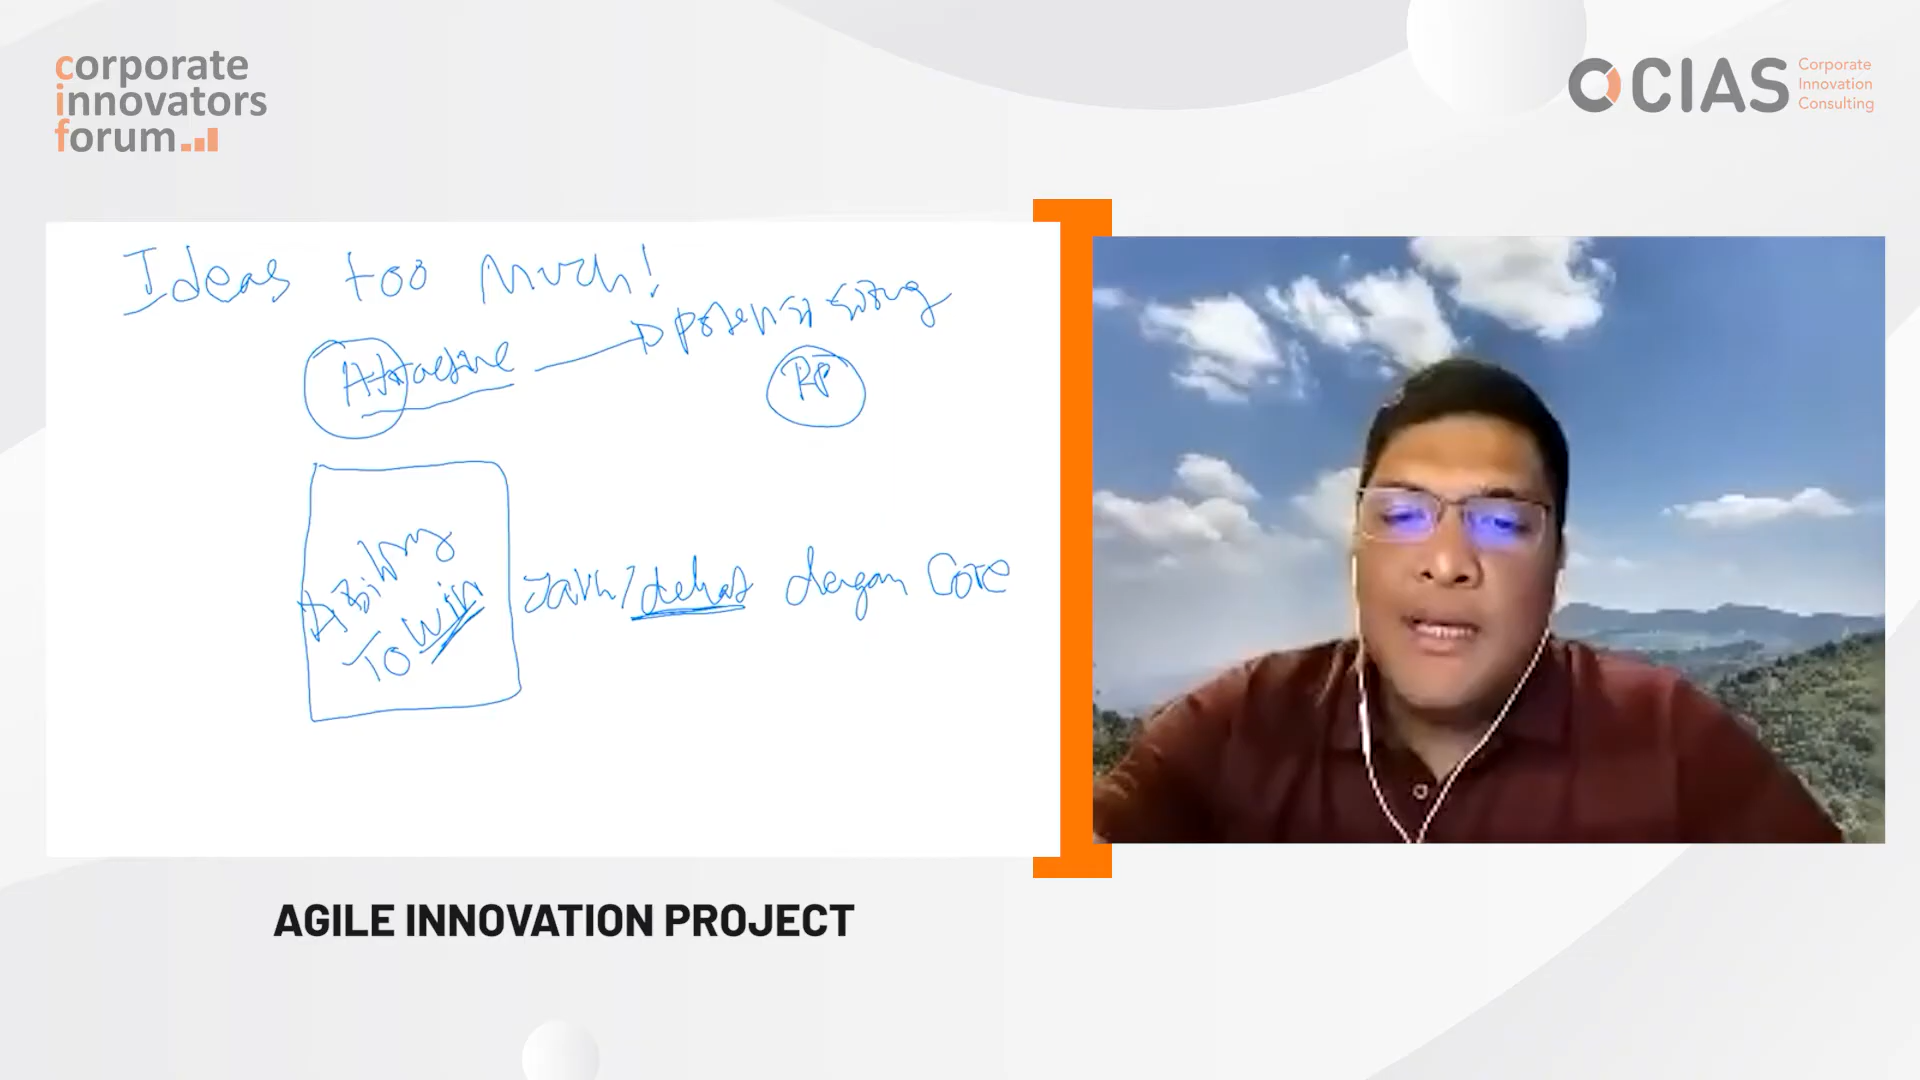 corporate
innovators
forum
CIAS
Corporate
Innovation
Consulting
Ideas too Much!
Attractive potensi
RP
Ability
To Win
Jauh/dekat dengan Core
AGILE INNOVATION PROJECT